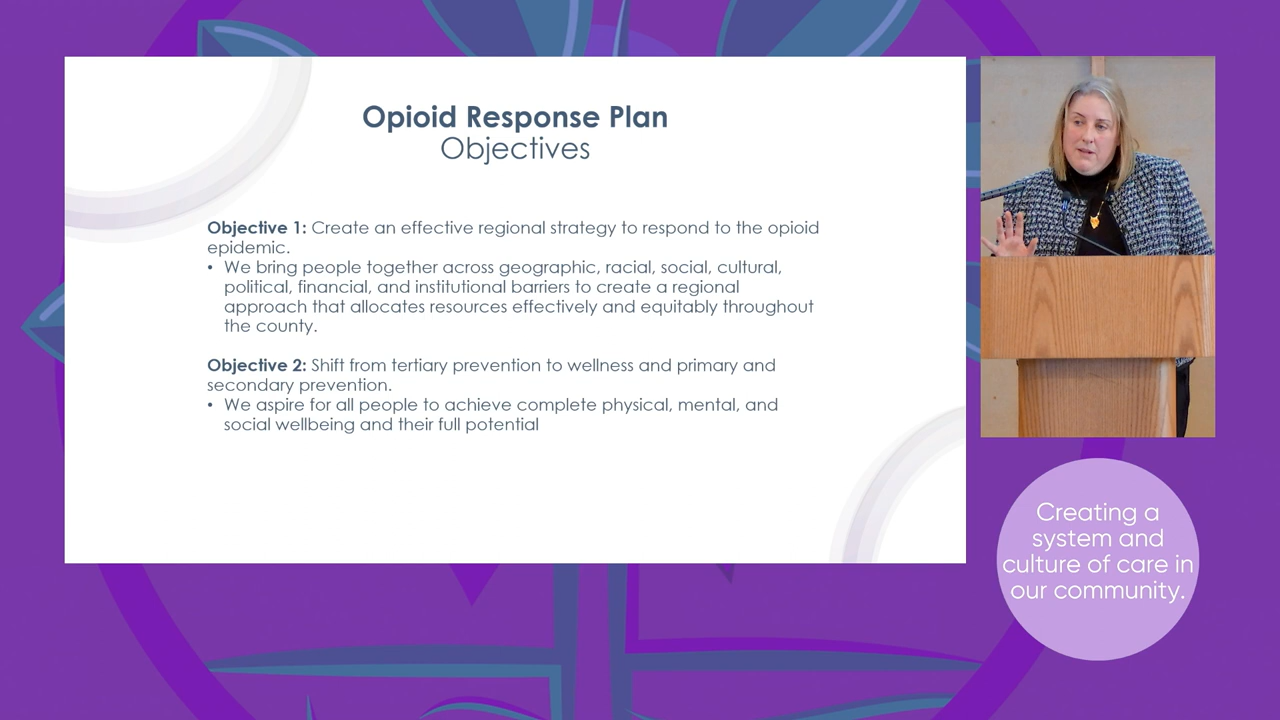 Opioid Response Plan
Objectives
Objective 1: Create an effective regional strategy to respond to the opioid
epidemic.
• We bring people together across geographic, racial, social, cultural,
political, financial, and institutional barriers to create a regional
approach that allocates resources effectively and equitably throughout
the county.
Objective 2: Shift from tertiary prevention to wellness and primary and
secondary prevention.
• We aspire for all people to achieve complete physical, mental, and
social wellbeing and their full potential
Creating a
system and
culture of care in
our community.